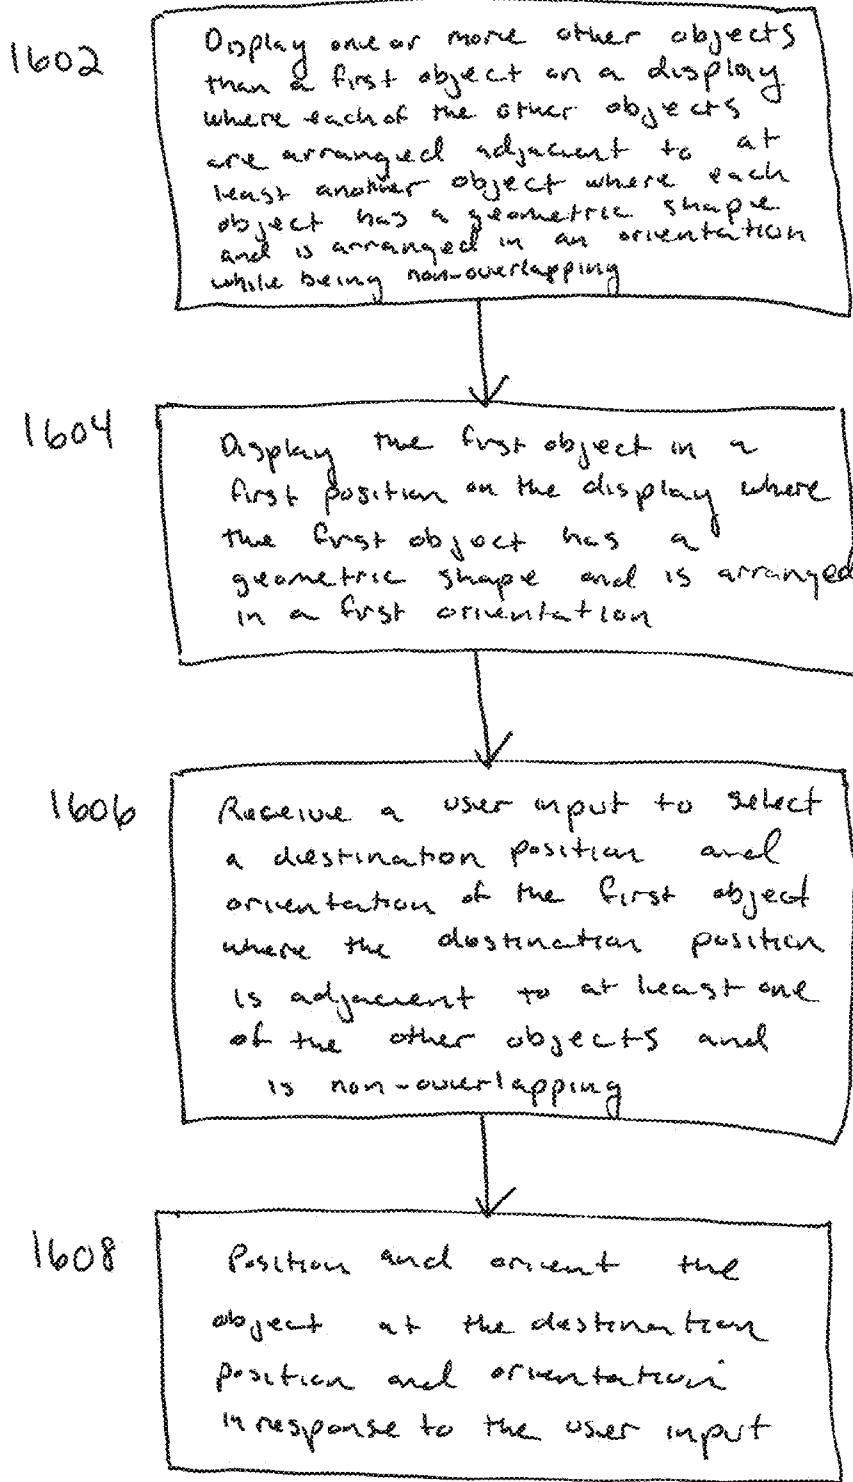 1602
Display one or more other objects
than a first object on a display
where each of the other objects
are arranged adjacent to at
least another object where each
object has a geometric shape
and is arranged in an orientation
while being non-overlapping
1604
Display the first object in a
first position on the display where
the first object has a
geometric shape and is arranged
in a first orientation
1606
Receive a user input to select
a destination position and
orientation of the first object
where the destination position
is adjacent to at least one
of the other objects and
is non-overlapping
1608
Position and orient the
object at the destination
position and orientation
in response to the user input